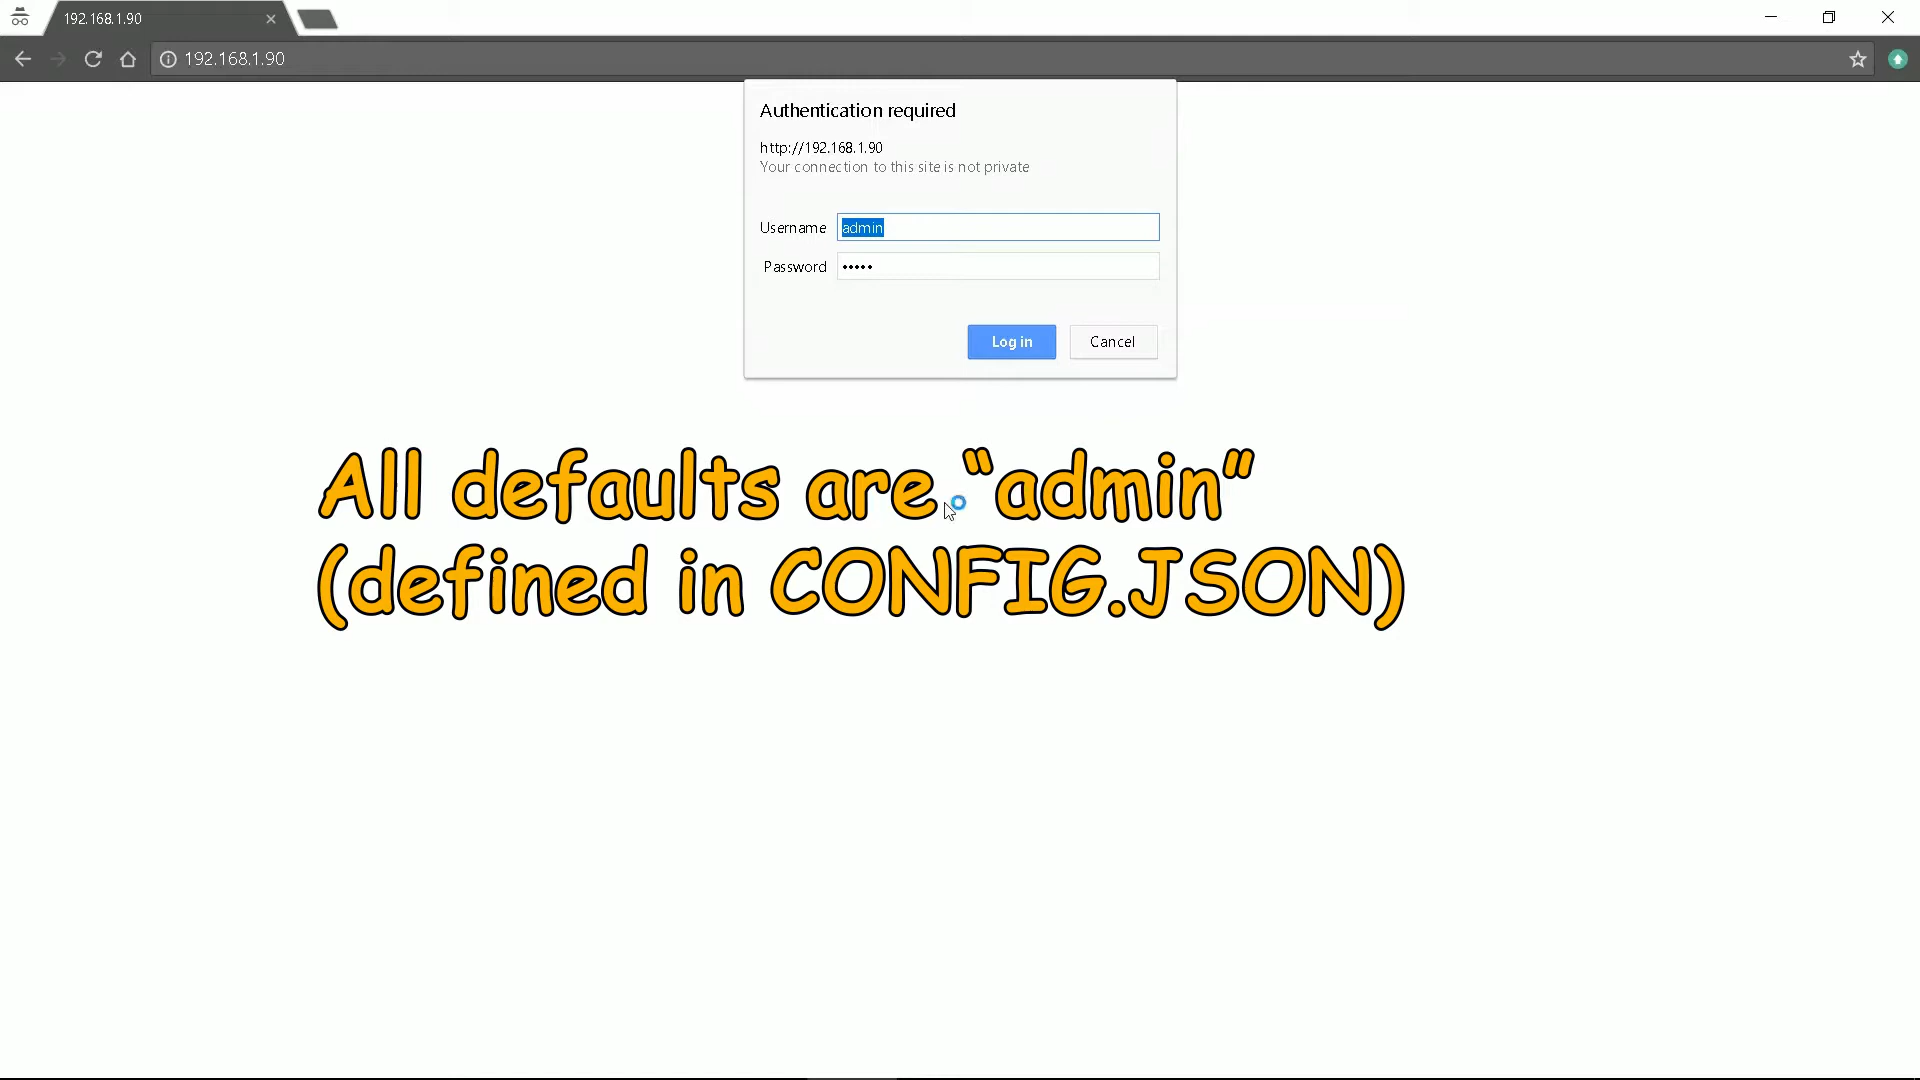 192.168.1.90
192.168.1.90
Authentication required
http://192.168.1.90
Your connection to this site is not private
Username admin
Password •••••
Log in Cancel
All defaults are “admin”
(defined in CONFIG.JSON)